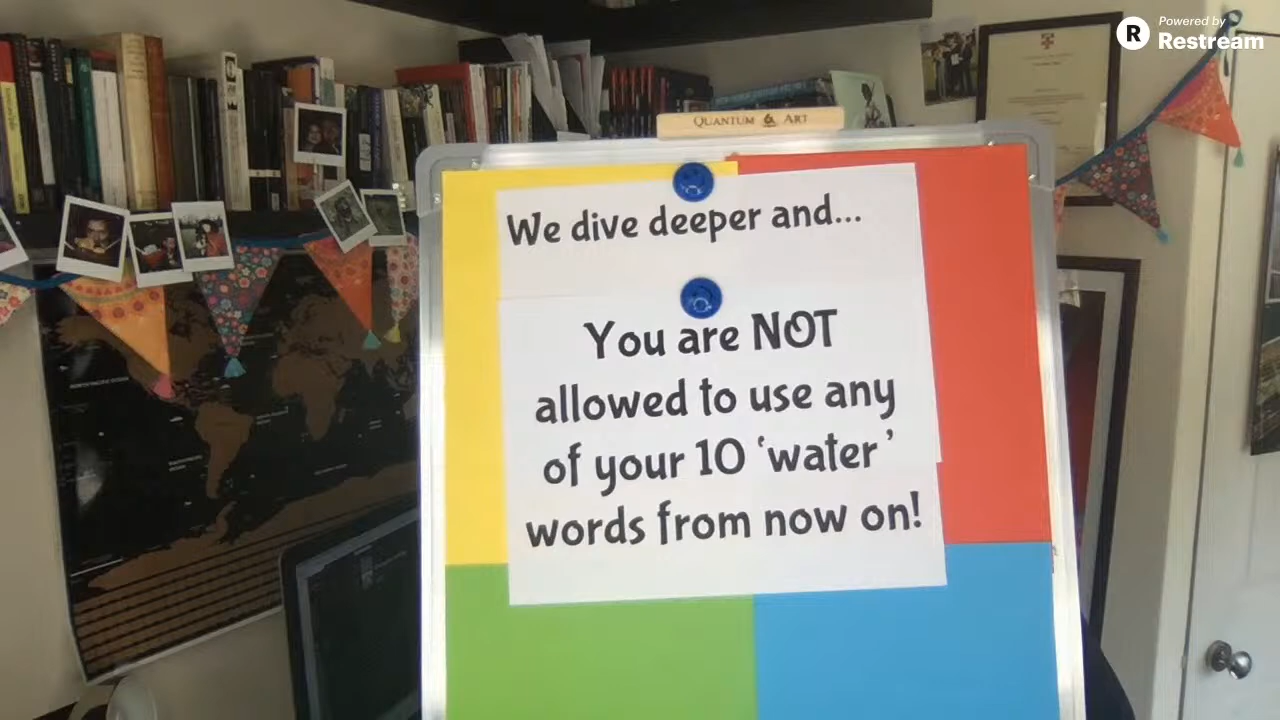 Powered by
R Restream
QUANTUM & ART
We dive deeper and...
You are NOT
allowed to use any
of your 10 ‘water’
words from now on!